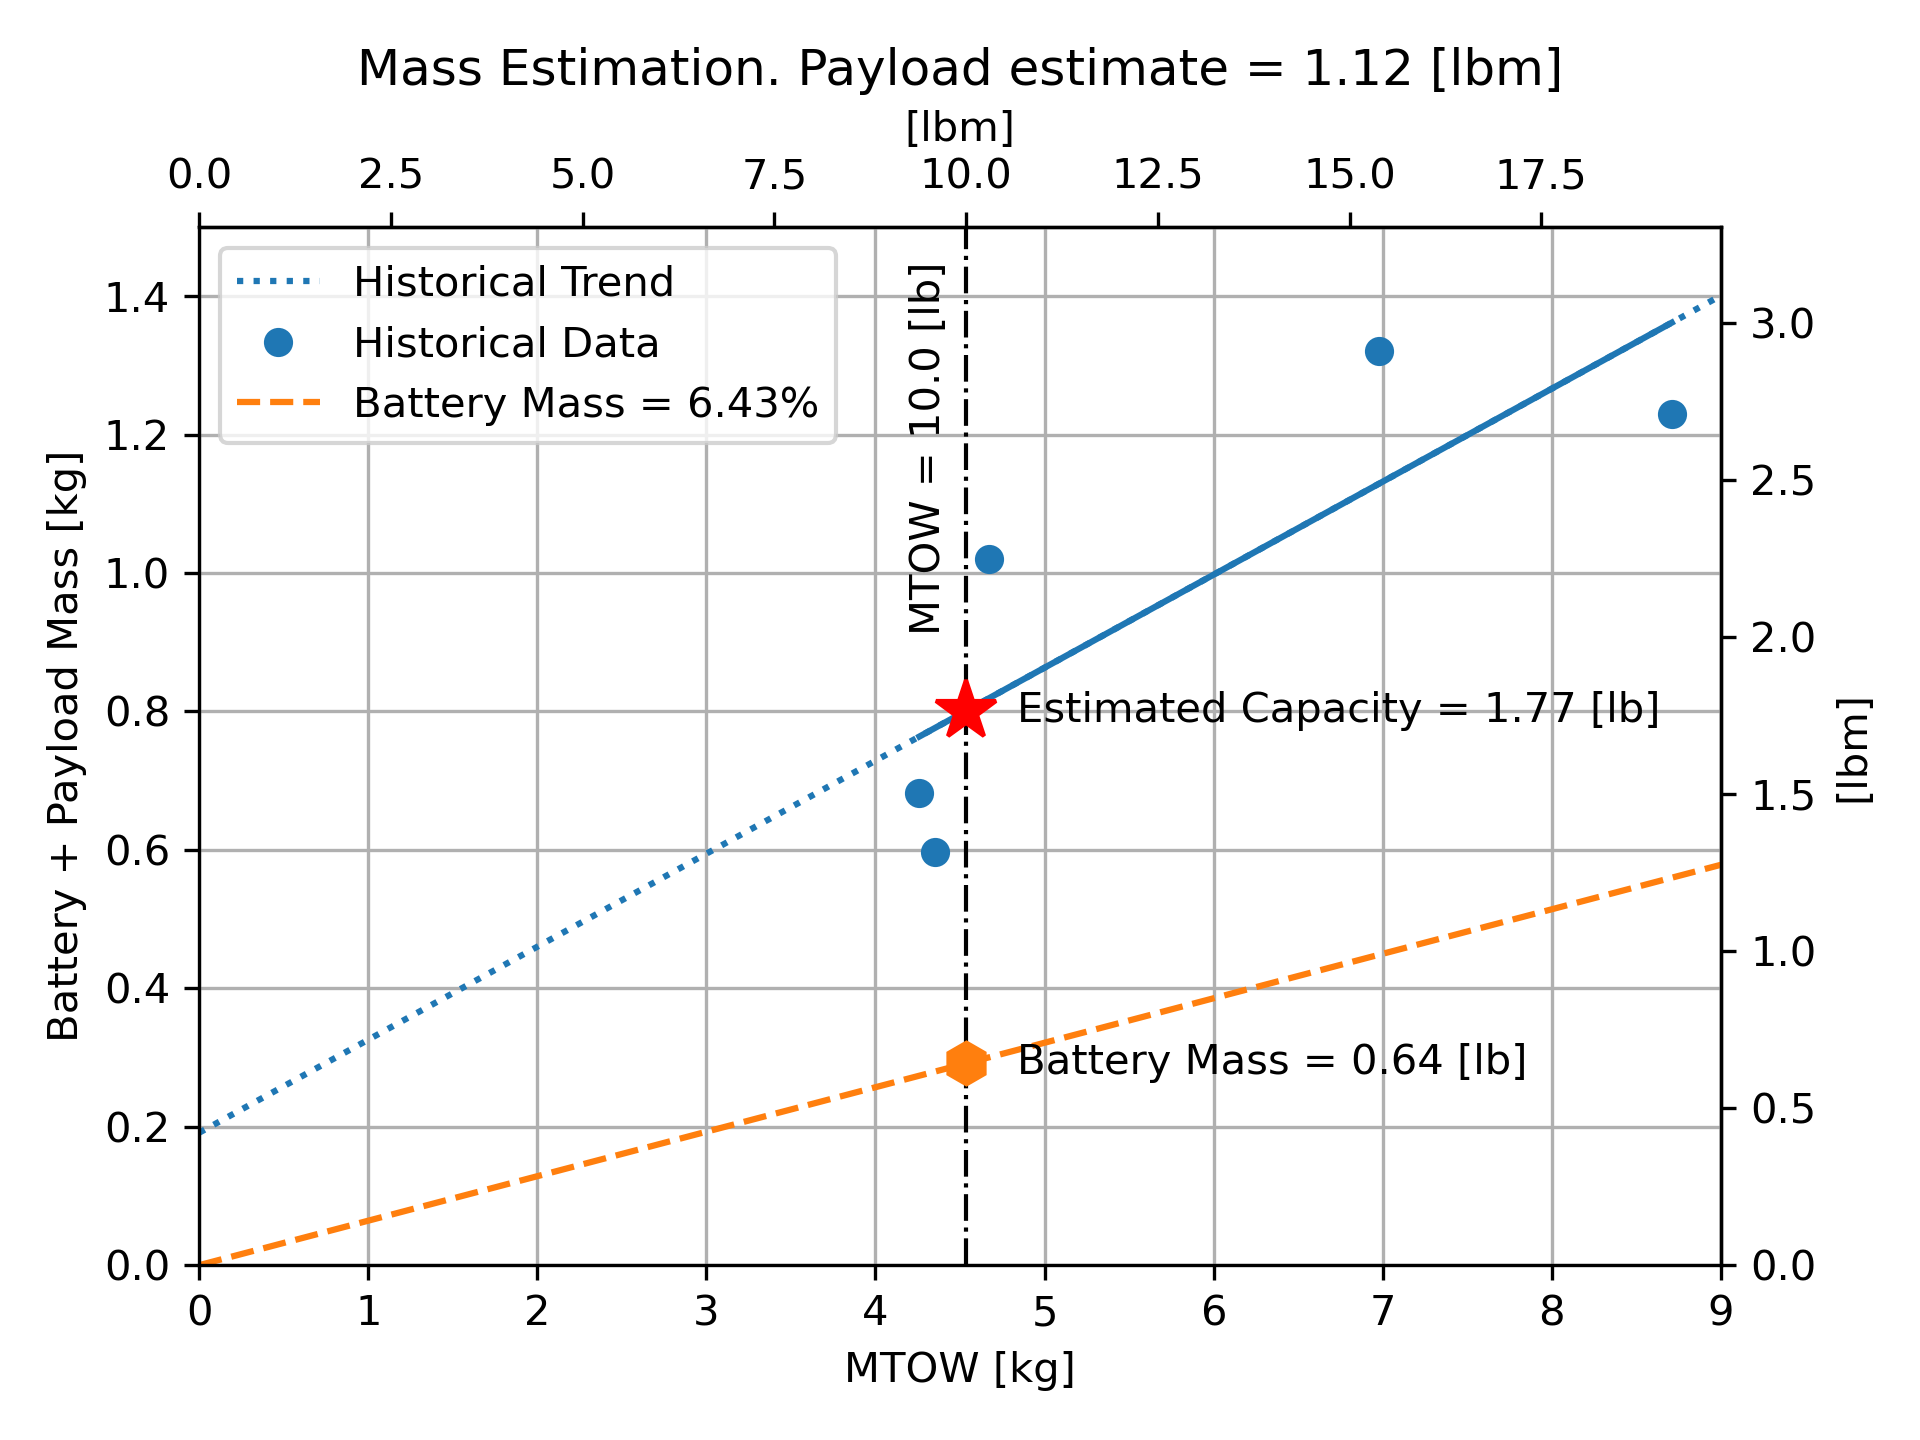 Mass Estimation. Payload estimate = 1.12 [lbm]
[lbm]
0.0 2.5 5.0 7.5 10.0 12.5 15.0 17.5
Historical Trend
Historical Data
Battery Mass = 6.43%
MTOW = 10.0 [lb]
Estimated Capacity = 1.77 [lb]
Battery Mass = 0.64 [lb]
Battery + Payload Mass [kg]
1.4
1.2
1.0
0.8
0.6
0.4
0.2
0.0
3.0
2.5
2.0
1.5
1.0
0.5
0.0
[lbm]
0 1 2 3 4 5 6 7 8 9
MTOW [kg]